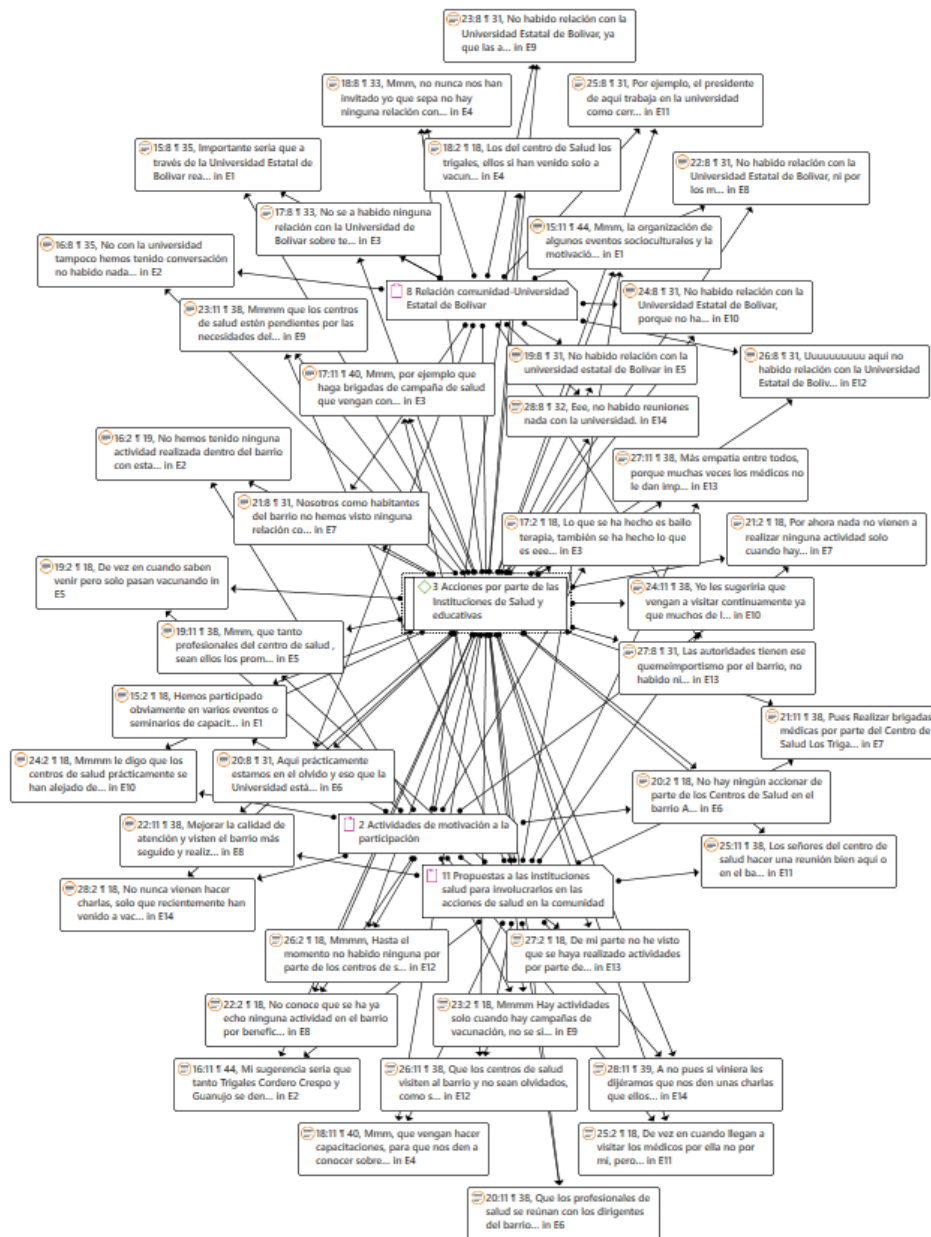 23:8 ¶ 31, No habido relación con la
Universidad Estatal de Bolivar, ya
que las a... in E9
18:8 ¶ 33, Mmm, no nunca nos han
invitado yo que sepa no hay
ninguna relación con...
in E4
25:8 ¶ 31, Por ejemplo, el presidente
de aqui trabaja en la universidad
como cerr... in E11
15:8 ¶ 35, Importante seria que a
través de la Universidad Estatal de
Bolivar rea... in E1
18:2 ¶ 18, Los del centro de Salud los
trigales, ellos si han venido solo a
vacun... in E4
22:8 ¶ 31, No habido relación con la
Universidad Estatal de Bolivar, ni por
los m... in E8
17:8 ¶ 33, No se a habido ninguna
relación con la Universidad de
Bolivar sobre te... in E3
15:11 ¶ 44, Mmm, la organización de
algunos eventos socioculturales y la
motivació... in E1
16:8 ¶ 35, No con la universidad
tampoco hemos tenido conversación
no habido nada... in E2
8 Relación comunidad-Universidad
Estatal de Bolivar
24:8 ¶ 31, No habido relación con la
Universidad Estatal de Bolivar,
porque no ha... in E10
23:11 ¶ 38, Mmmm que los centros
de salud estén pendientes por las
necesidades del... in E9
19:8 ¶ 31, No habido relación con la
universidad estatal de Bolivar in E5
26:8 ¶ 31, Uuuuuuuuuu aqui no
habido relación con la Universidad
Estatal de Boliv... in E12
17:11 ¶ 40, Mmm, por ejemplo que
haga brigadas de campaña de salud
que vengan con... in E3
28:8 ¶ 32, Eee, no habido reuniones
nada con la universidad. in E14
16:2 ¶ 19, No hemos tenido ninguna
actividad realizada dentro del barrio
con esta... in E2
27:11 ¶ 38, Más empatia entre todos,
porque muchas veces los médicos no
le dan imp... in E13
21:8 ¶ 31, Nosotros como habitantes
del barrio no hemos visto ninguna
relación co... in E7
17:2 ¶ 18, Lo que se ha hecho es bailo
terapia, también se ha hecho lo que
es eee... in E3
21:2 ¶ 18, Por ahora nada no vienen a
realizar ninguna actividad solo
cuando hay... in E7
19:2 ¶ 18, De vez en cuando saben
venir pero solo pasan vacunando in
E5
3 Acciones por parte de las
Instituciones de Salud y
educativas
24:11 ¶ 38, Yo les sugeriria que
vengan a visitar continuamente ya
que muchos de l... in E10
19:11 ¶ 38, Mmm, que tanto
profesionales del centro de salud ,
sean ellos los prom... in E5
27:8 ¶ 31, Las autoridades tienen ese
quemeimportismo por el barrio, no
habido ni... in E13
15:2 ¶ 18, Hemos participado
obviamente en varios eventos o
seminarios de capacit... in E1
21:11 ¶ 38, Pues Realizar brigadas
médicas por parte del Centro de
Salud Los Triga... in E7
24:2 ¶ 18, Mmmm le digo que los
centros de salud prácticamente se
han alejado de... in E10
20:8 ¶ 31, Aqui prácticamente
estamos en el olvido y eso que la
Universidad está... in E6
20:2 ¶ 18, No hay ningún accionar de
parte de los Centros de Salud en el
barrio A... in E6
22:11 ¶ 38, Mejorar la calidad de
atención y visten el barrio más
seguido y realiz... in E8
2 Actividades de motivación a la
participación
25:11 ¶ 38, Los señores del centro de
salud hacer una reunión bien aqui o
en el ba... in E11
28:2 ¶ 18, No nunca vienen hacer
charlas, solo que recientemente han
venido a vac... in E14
11 Propuestas a las instituciones
salud para involucrarlos en las
acciones de salud en la comunidad
26:2 ¶ 18, Mmmm, Hasta el
momento no habido ninguna por
parte de los centros de s... in E12
27:2 ¶ 18, De mi parte no he visto
que se haya realizado actividades
por parte de... in E13
22:2 ¶ 18, No conoce que se ha ya
echo ninguna actividad en el barrio
por benefic... in E8
23:2 ¶ 18, Mmmm Hay actividades
solo cuando hay campañas de
vacunación, no se si... in E9
16:11 ¶ 44, Mi sugerencia seria que
tanto Trigales Cordero Crespo y
Guanujo se den... in E2
26:11 ¶ 38, Que los centros de salud
visiten al barrio y no sean olvidados,
como s... in E12
28:11 ¶ 39, A no pues si viniera les
dijéramos que nos den unas charlas
que ellos... in E14
18:11 ¶ 40, Mmm, que vengan hacer
capacitaciones, para que nos den a
conocer sobre... in E4
25:2 ¶ 18, De vez en cuando llegan a
visitar los médicos por ella no por
mi, pero... in E11
20:11 ¶ 38, Que los profesionales de
salud se reúnan con los dirigentes
del barrio... in E6